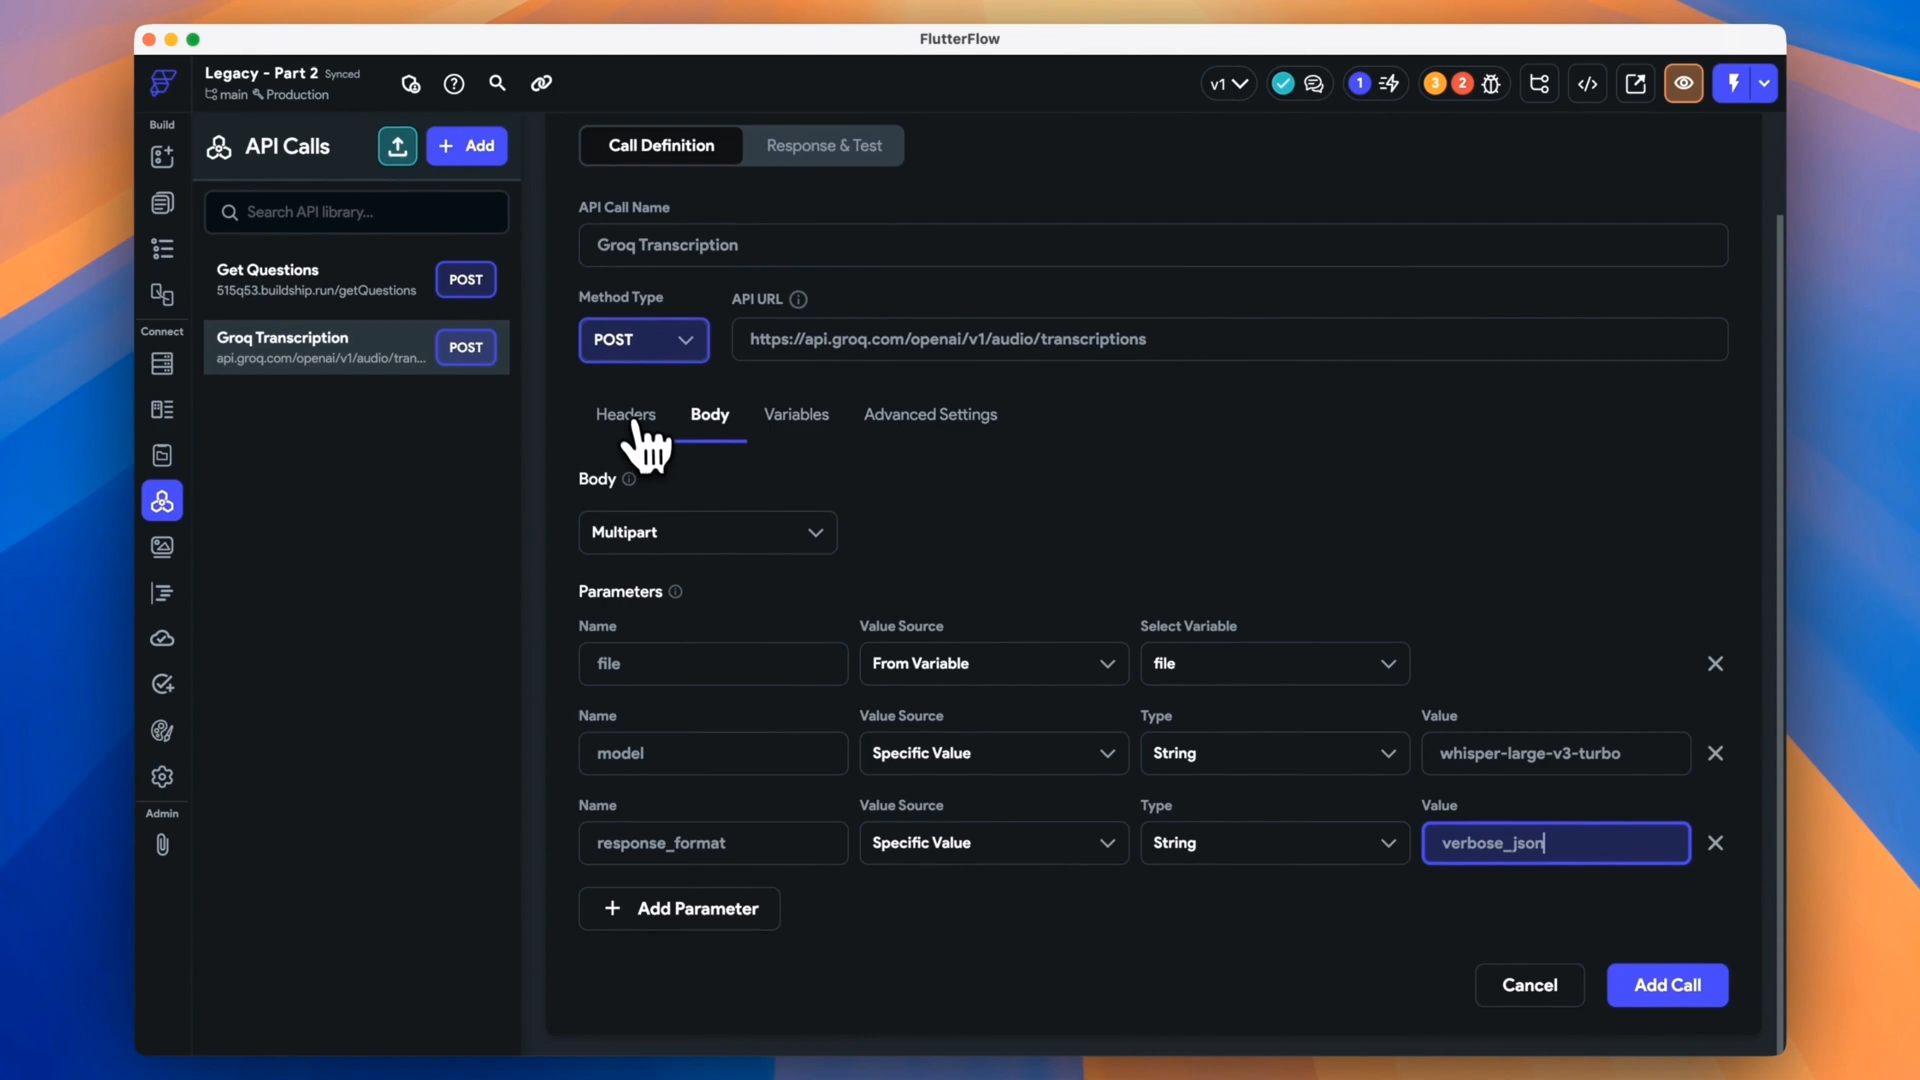 FlutterFlow
Legacy - Part 2 Synced
main Production
v1
1
3 2
Build
API Calls
Add
Call Definition
Response & Test
Search API library...
API Call Name
Groq Transcription
Get Questions
515q53.buildship.run/getQuestions
POST
Method Type
API URL
Connect
Groq Transcription
api.groq.com/openai/v1/audio/tran...
POST
POST
https://api.groq.com/openai/v1/audio/transcriptions
Headers
Body
Variables
Advanced Settings
Body
Multipart
Parameters
Name
Value Source
Select Variable
file
From Variable
file
Name
Value Source
Type
Value
model
Specific Value
String
whisper-large-v3-turbo
Name
Value Source
Type
Value
response_format
Specific Value
String
verbose_json
Admin
Add Parameter
Cancel
Add Call